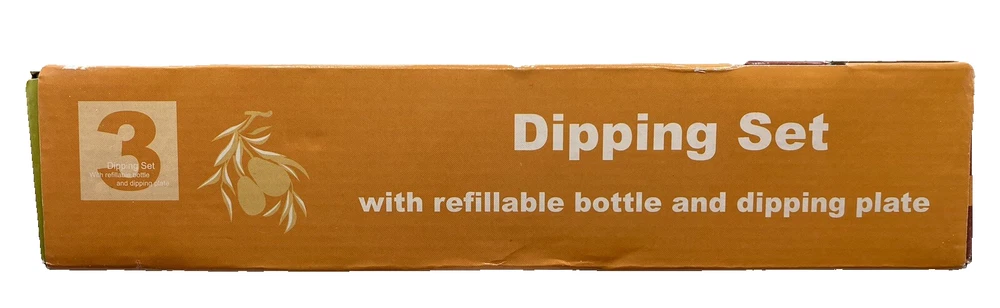 3
Dipping Set
With refillable bottle
and dipping plate
Dipping Set
with refillable bottle and dipping plate